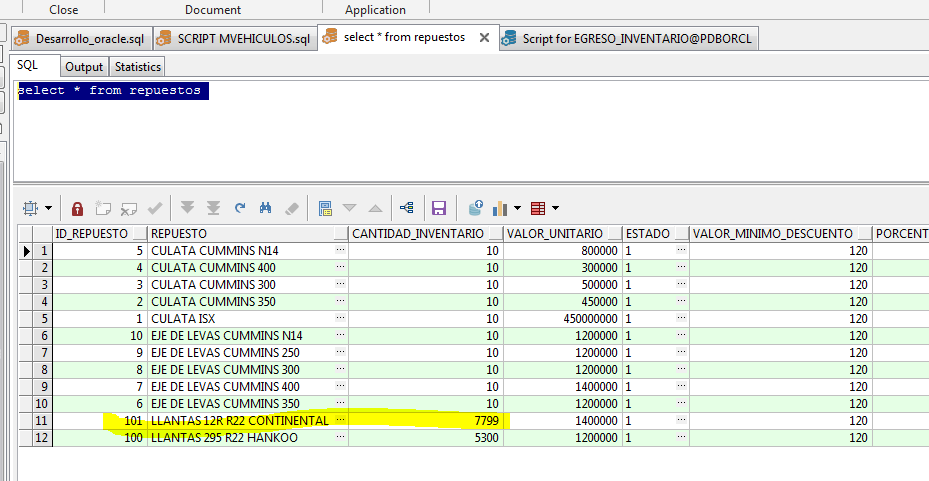 Close Document Application
Desarrollo_oracle.sql SCRIPT MVEHICULOS.sql select * from repuestos Script for EGRESO_INVENTARIO@PDBORCL
SQL Output Statistics
select * from repuestos
ID_REPUESTO REPUESTO CANTIDAD_INVENTARIO VALOR_UNITARIO ESTADO VALOR_MINIMO_DESCUENTO PORCENT
1 5 CULATA CUMMINS N14 ... 10 800000 1 ... 120
2 4 CULATA CUMMINS 400 ... 10 300000 1 ... 120
3 3 CULATA CUMMINS 300 ... 10 500000 1 ... 120
4 2 CULATA CUMMINS 350 ... 10 450000 1 ... 120
5 1 CULATA ISX ... 10 450000000 1 ... 120
6 10 EJE DE LEVAS CUMMINS N14 ... 10 1200000 1 ... 120
7 9 EJE DE LEVAS CUMMINS 250 ... 10 1200000 1 ... 120
8 8 EJE DE LEVAS CUMMINS 300 ... 10 1200000 1 ... 120
9 7 EJE DE LEVAS CUMMINS 400 ... 10 1400000 1 ... 120
10 6 EJE DE LEVAS CUMMINS 350 ... 10 1200000 1 ... 120
11 101 LLANTAS 12R R22 CONTINENTAL ... 7799 1400000 1 ... 120
12 100 LLANTAS 295 R22 HANKOO ... 5300 1200000 1 ... 120